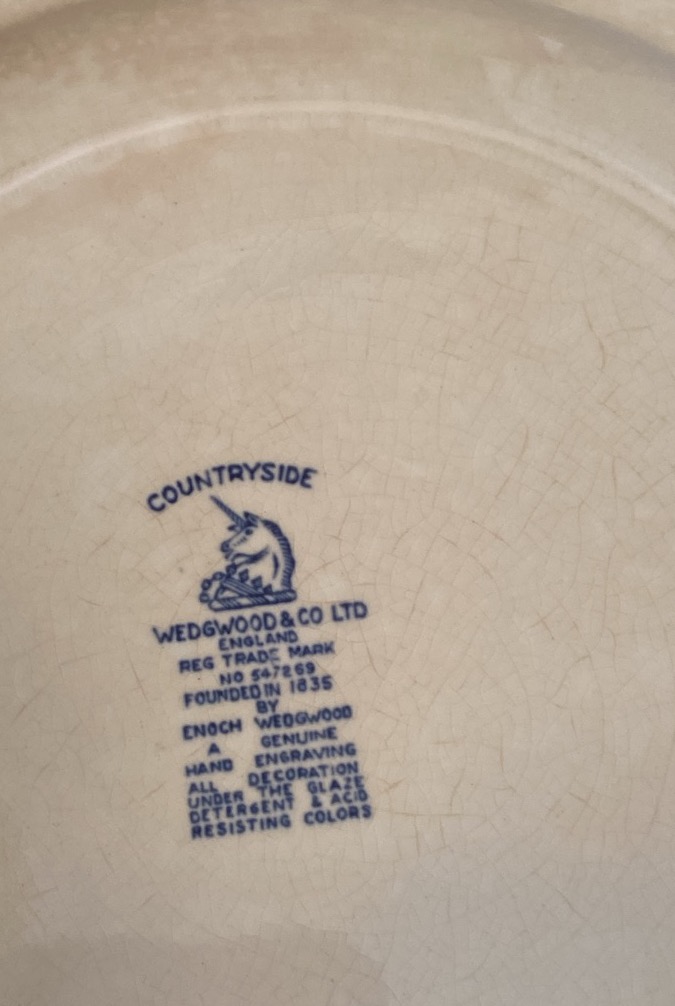 COUNTRYSIDE
WEDGWOOD & CO LTD
ENGLAND
REG TRADE MARK
NO 547269
FOUNDED IN 1835
BY
ENOCH WEDGWOOD
A GENUINE
HAND ENGRAVING
ALL DECORATION
UNDER THE GLAZE
DETERGENT & ACID
RESISTING COLORS